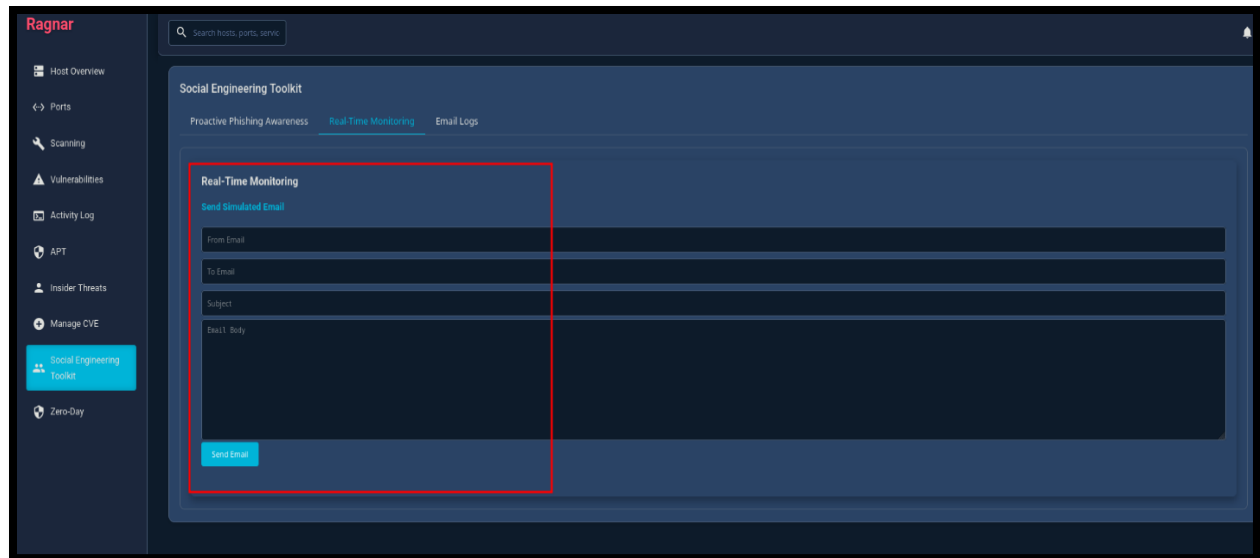 Ragnar
Search hosts, ports, servic
Host Overview
Ports
Scanning
Vulnerabilities
Activity Log
APT
Insider Threats
Manage CVE
Social Engineering
Toolkit
Zero-Day
Social Engineering Toolkit
Proactive Phishing Awareness Real-Time Monitoring Email Logs
Real-Time Monitoring
Send Simulated Email
From Email
To Email
Subject
Email Body
Send Email